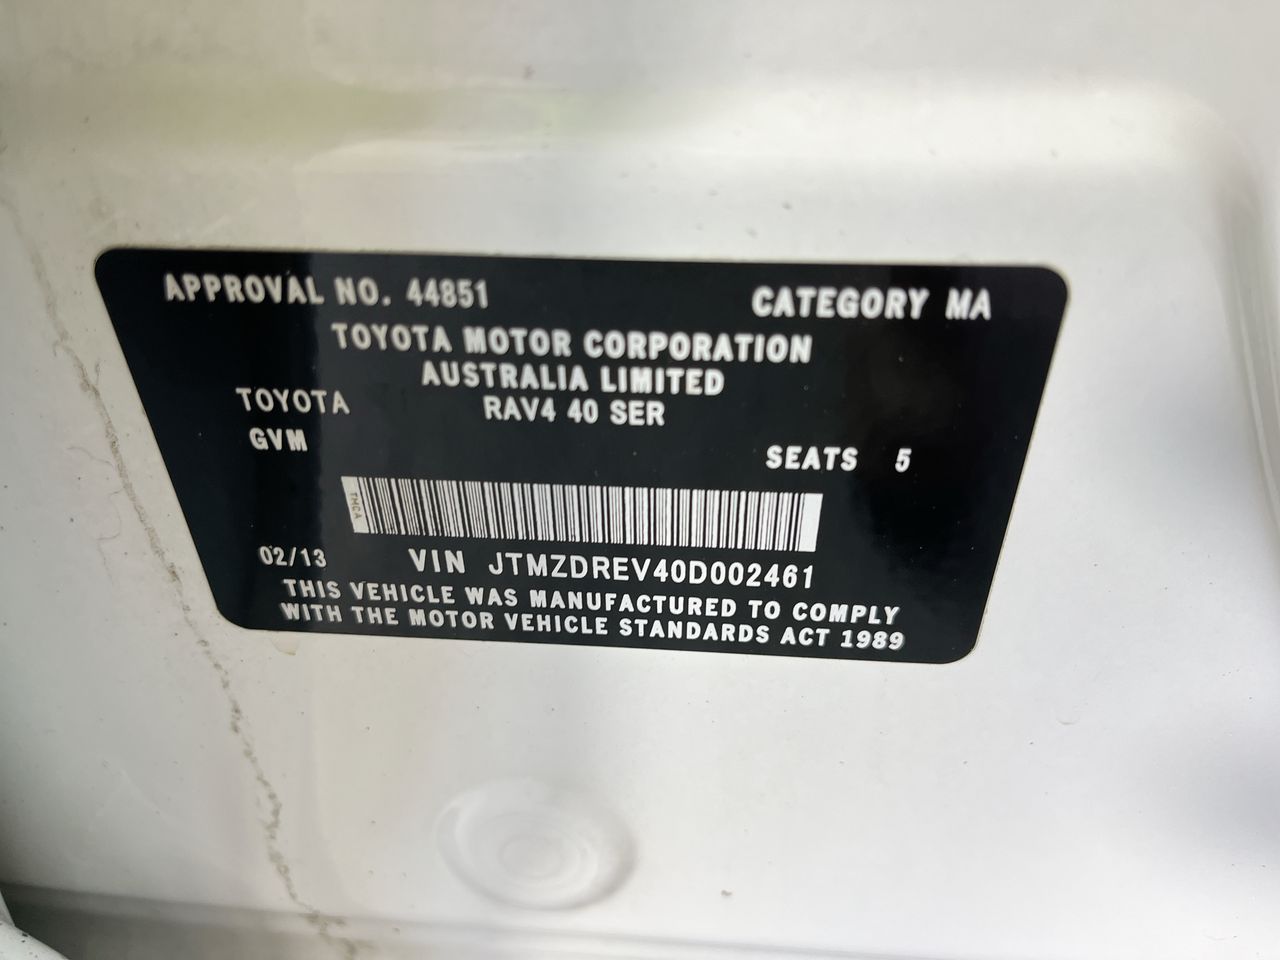 APPROVAL NO. 44851 CATEGORY MA
TOYOTA MOTOR CORPORATION
AUSTRALIA LIMITED
TOYOTA RAV4 40 SER
GVM SEATS 5
TMCA
02/13 VIN JTMZDREV40D002461
THIS VEHICLE WAS MANUFACTURED TO COMPLY
WITH THE MOTOR VEHICLE STANDARDS ACT 1989